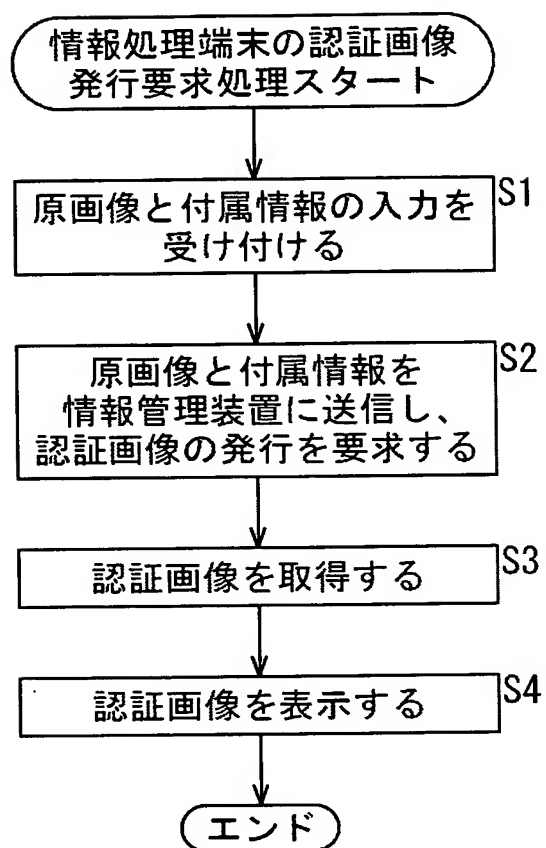 情報処理端末の認証画像
発行要求処理スタート
S1
原画像と付属情報の入力を
受け付ける
S2
原画像と付属情報を
情報管理装置に送信し、
認証画像の発行を要求する
S3
認証画像を取得する
S4
認証画像を表示する
エンド